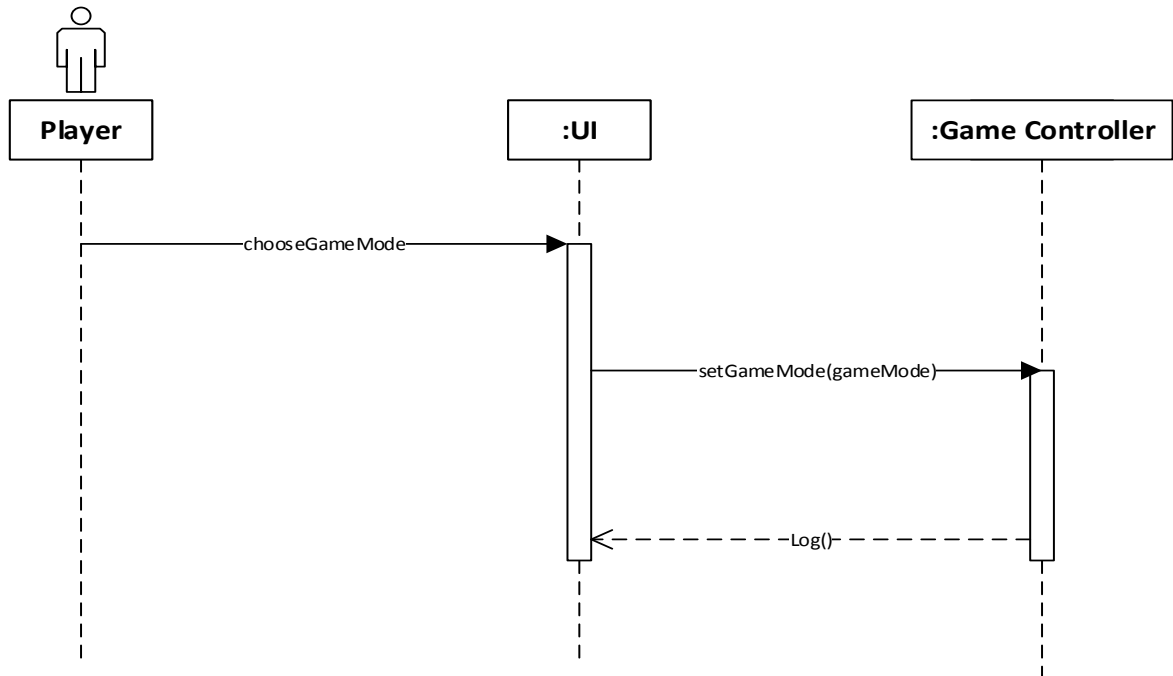 Player
:UI
:Game Controller
chooseGameMode
setGameMode(gameMode)
Log()